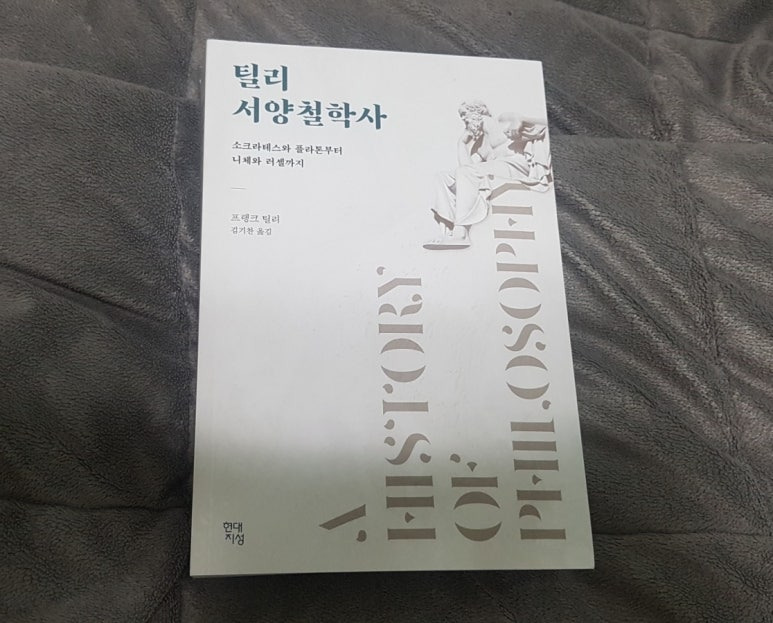 틸리
서양철학사
소크라테스와 플라톤부터
니체와 러셀까지
프랭크 틸리
김기찬 옮김
A
HISTORY
OF
PHILOSOPHY
현대
지성